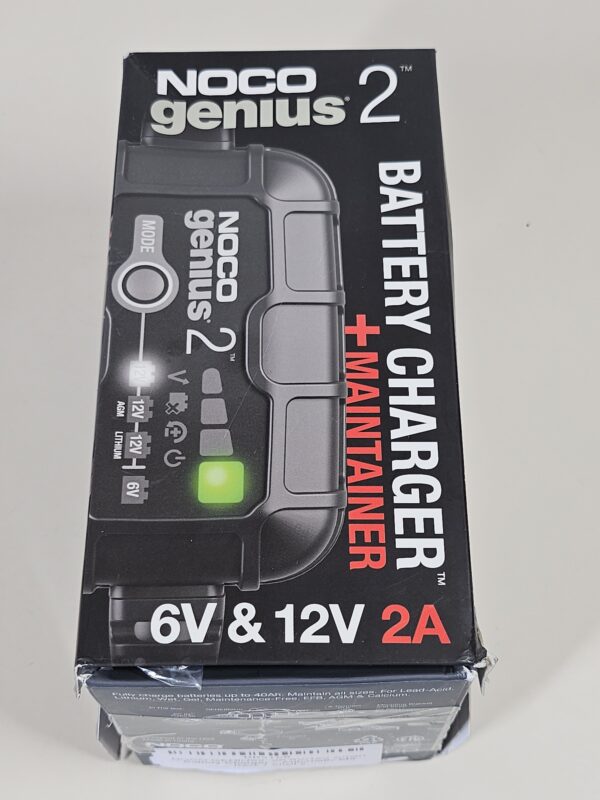 NOCO
genius® 2™
BATTERY CHARGER™
+MAINTAINER
MODE
NOCO
genius® 2™
12V
12V
AGM
12V
LITHIUM
6V
6V & 12V 2A
Fully charge batteries up to 40Ah. Maintain all sizes. For Lead-Acid,
Lithium, Wet, Gel, Maintenance-Free, EFB, AGM & Calcium.
NOCO